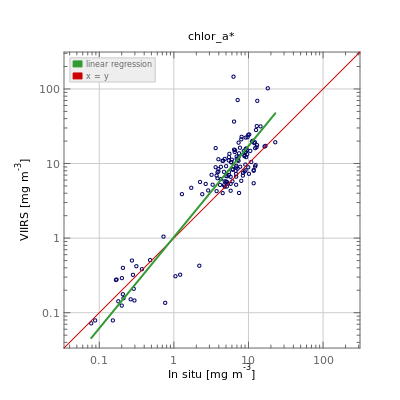 chlor_a*
linear regression
x = y
100
10
1
0.1
VIIRS [mg m-3]
0.1
1
10
100
In situ [mg m-3]